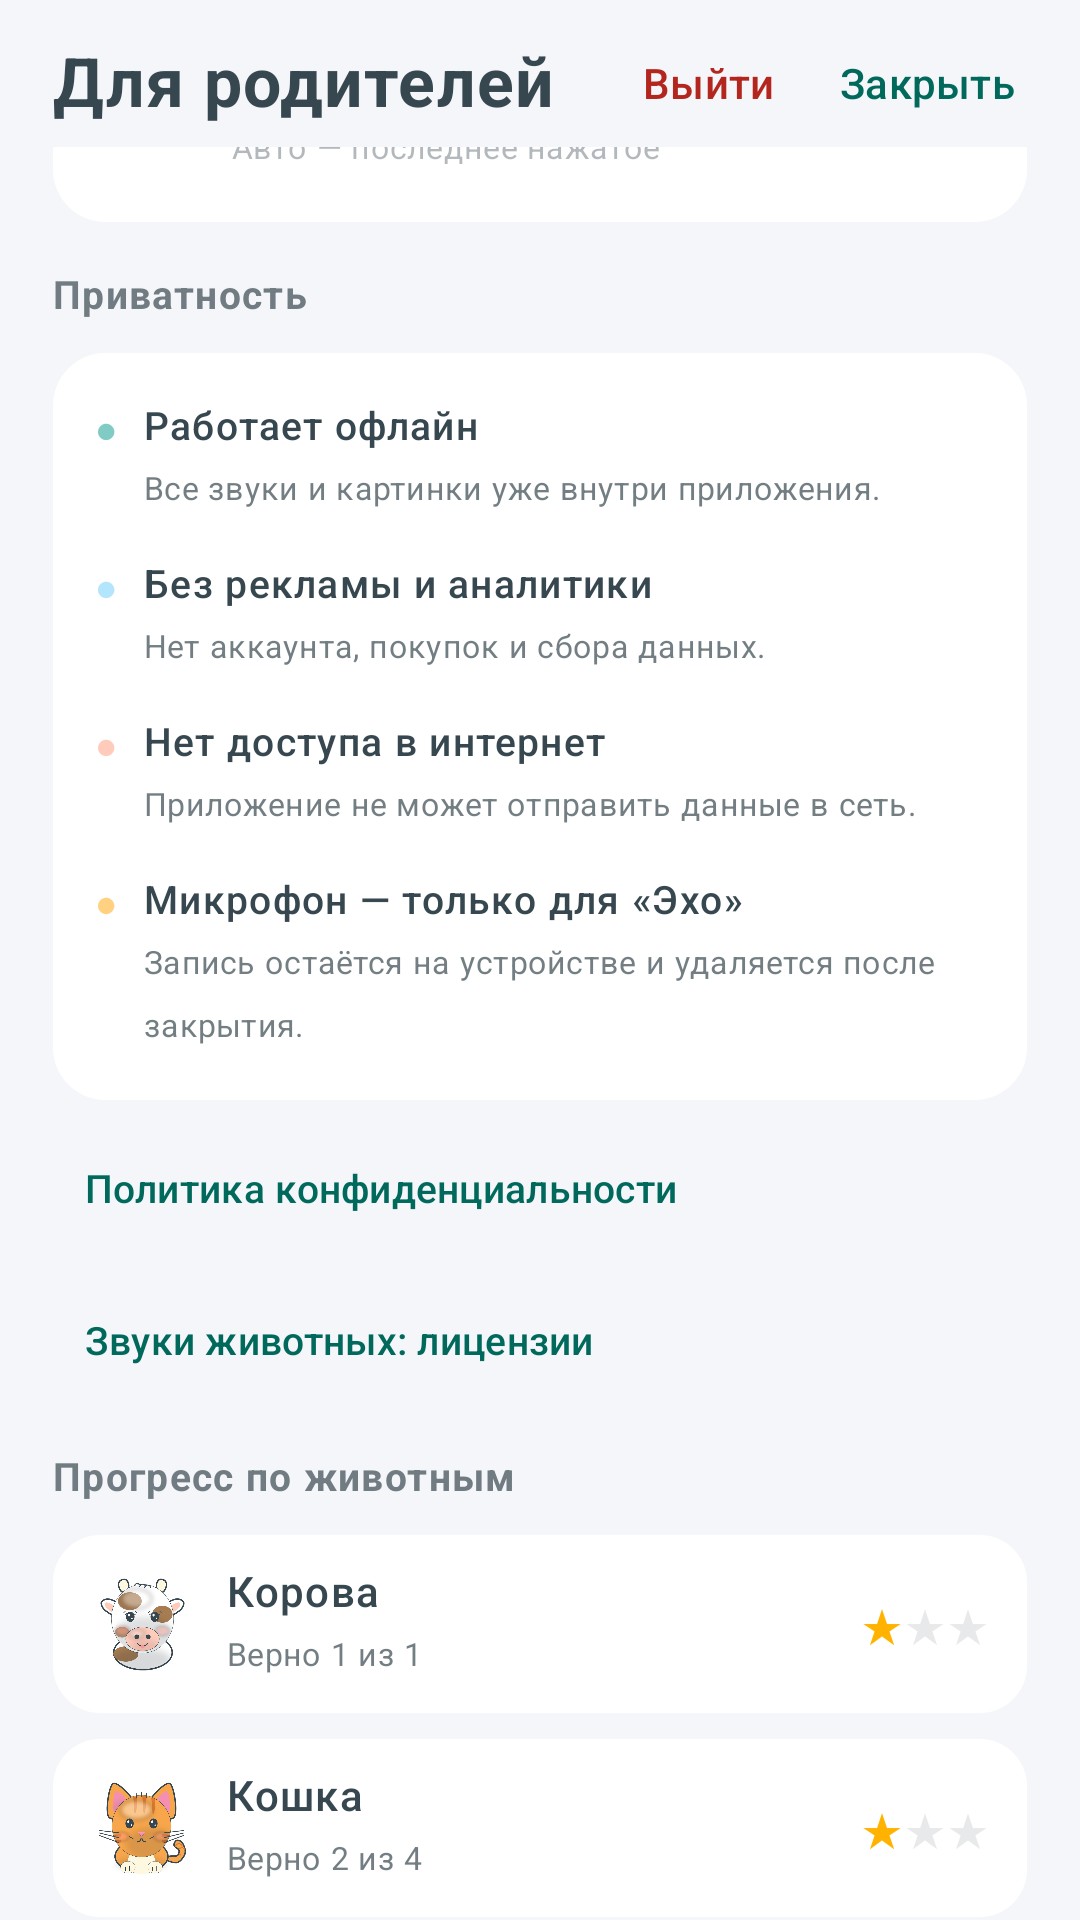 Для родителей
Выйти
Закрыть
Авто — последнее нажатое
Приватность
Работает офлайн
Все звуки и картинки уже внутри приложения.
Без рекламы и аналитики
Нет аккаунта, покупок и сбора данных.
Нет доступа в интернет
Приложение не может отправить данные в сеть.
Микрофон — только для «Эхо»
Запись остаётся на устройстве и удаляется после
закрытия.
Политика конфиденциальности
Звуки животных: лицензии
Прогресс по животным
Корова
Верно 1 из 1
Кошка
Верно 2 из 4